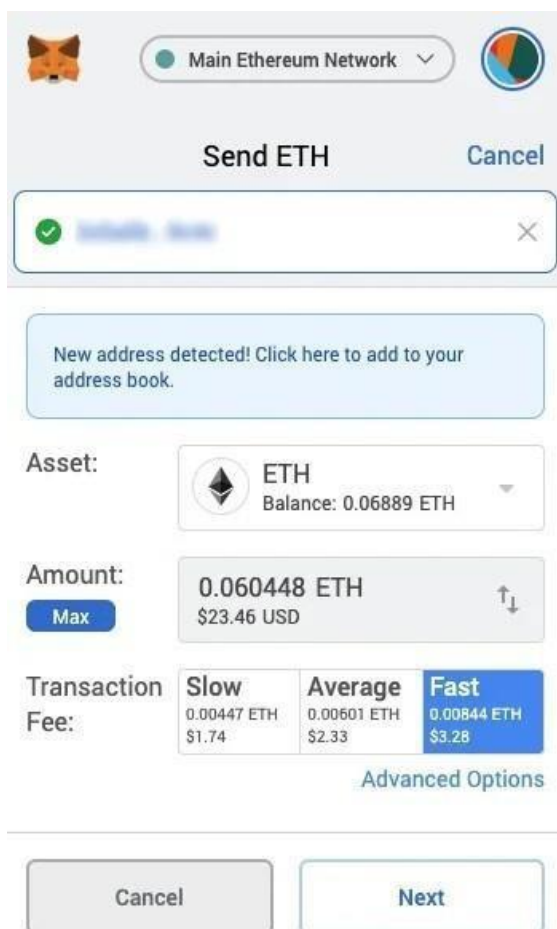 Main Ethereum Network
Send ETH
Cancel
New address detected! Click here to add to your
address book.
Asset:
ETH
Balance: 0.06889 ETH
Amount:
Max
0.060448 ETH
$23.46 USD
Transaction
Fee:
Slow
0.00447 ETH
$1.74
Average
0.00601 ETH
$2.33
Fast
0.00844 ETH
$3.28
Advanced Options
Cancel
Next